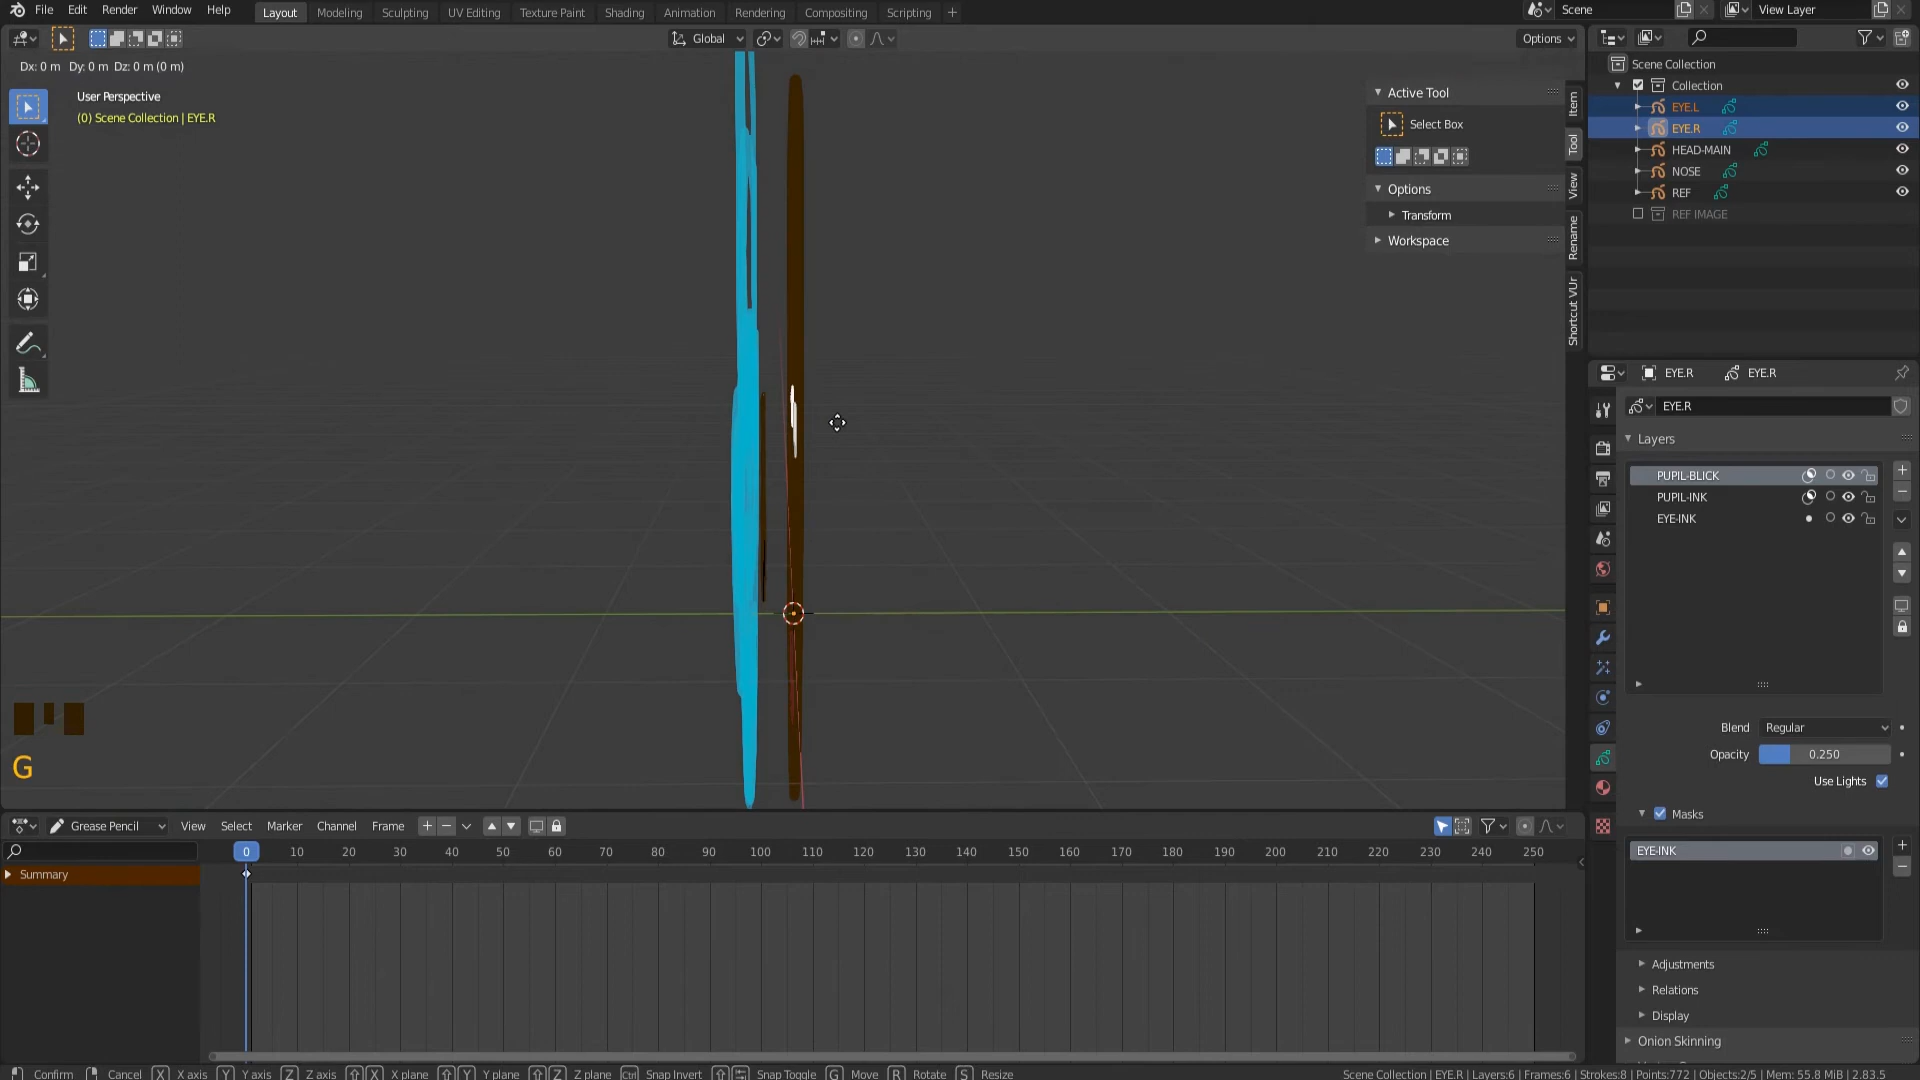 File Edit Render Window Help
Layout Modeling Sculpting UV Editing Texture Paint Shading Animation Rendering Compositing Scripting
Scene
View Layer
Global
Options
Dx: 0 m Dy: 0 m Dz: 0 m (0 m)
User Perspective
(0) Scene Collection | EYE.R
G
Active Tool
Select Box
Options
Transform
Workspace
Item
Tool
View
Rename
Shortcut VUr
Scene Collection
Collection
EYE.L
EYE.R
HEAD-MAIN
NOSE
REF
REF IMAGE
EYE.R EYE.R
EYE.R
Layers
PUPIL-BLICK
PUPIL-INK
EYE-INK
Blend Regular
Opacity 0.250
Use Lights
Masks
EYE-INK
Adjustments
Relations
Display
Onion Skinning
Grease Pencil View Select Marker Channel Frame
0 10 20 30 40 50 60 70 80 90 100 110 120 130 140 150 160 170 180 190 200 210 220 230 240 250
Summary
Confirm Cancel X X axis Y Y axis Z Z axis X X plane Y Y plane Z Z plane Ctrl Snap Invert Snap Toggle G Move R Rotate S Resize
Scene Collection | EYE.R | Layers:6 | Frames:6 | Strokes:8 | Points:772 | Objects:2/5 | Mem: 55.8 MiB | 2.83.5